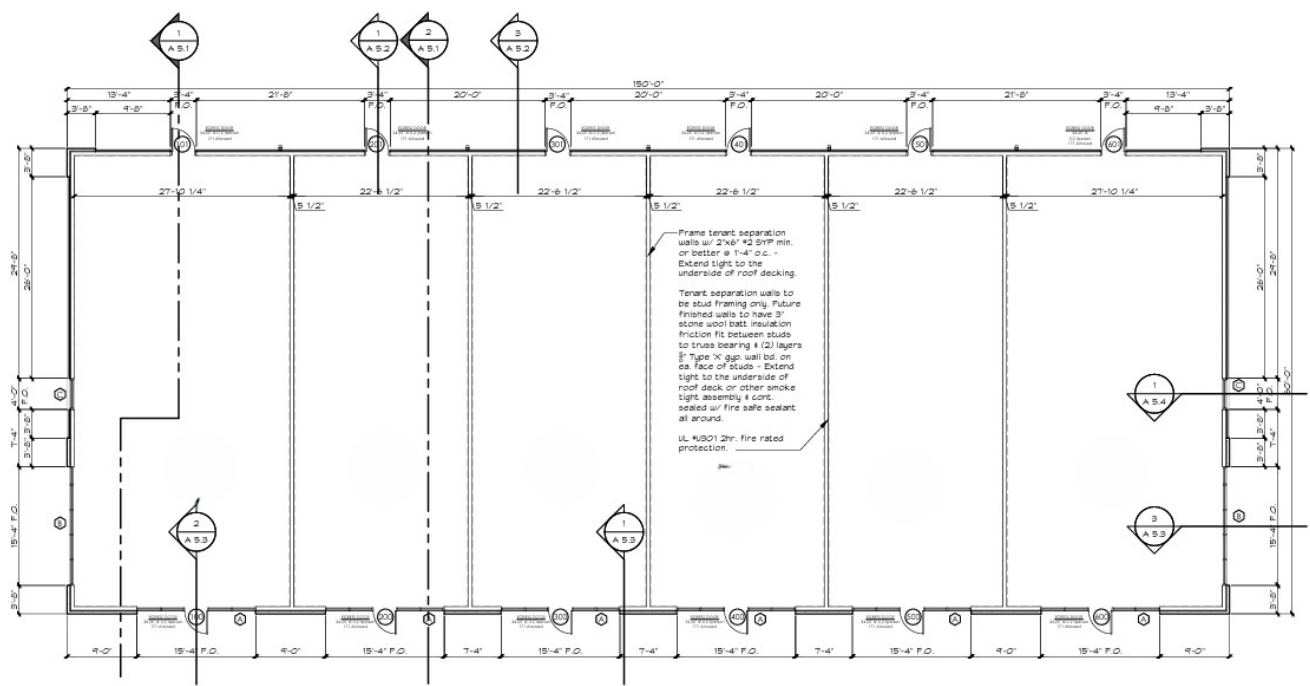 1
A 5.1
1
A 5.2
2
A 5.1
3
A 5.2
150'-0"
13'-4"
3'-4"
F.O.
21'-8"
3'-4"
F.O.
20'-0"
3'-4"
F.O.
20'-0"
3'-4"
F.O.
20'-0"
3'-4"
F.O.
21'-8"
3'-4"
F.O.
13'-4"
3'-8"
9'-8"
9'-8"
3'-8"
101
201
301
401
501
601
27'-10 1/4"
22'-6 1/2"
22'-6 1/2"
22'-6 1/2"
22'-6 1/2"
27'-10 1/4"
5 1/2"
5 1/2"
5 1/2"
5 1/2"
5 1/2"
3'-8"
29'-8"
26'-0"
4'-0"
F.O.
7'-4"
3'-8"
3'-8"
15'-4" F.O.
3'-8"
C
B
Frame tenant separation
walls w/ 2"x6" #2 SYP min.
or better @ 1'-4" o.c. -
Extend tight to the
underside of roof decking.
Tenant separation walls to
be stud framing only. Future
finished walls to have 3"
stone wool batt insulation
friction fit between studs
to truss bearing & (2) layers
Type 'X' gyp. wall bd. on
ea. face of studs - Extend
tight to the underside of
roof deck or other smoke
tight assembly & cont.
sealed w/ fire safe sealant
all around.
UL #U301 2hr. fire rated
protection.
3'-8"
26'-0"
29'-8"
C
4'-0"
F.O.
60'-0"
3'-8"
7'-4"
3'-8"
B
15'-4" F.O.
3'-8"
1
A 5.4
3
A 5.3
2
A 5.3
1
A 5.3
100
A
200
A
300
A
400
A
500
A
600
A
9'-0"
15'-4" F.O.
9'-0"
15'-4" F.O.
7'-4"
15'-4" F.O.
7'-4"
15'-4" F.O.
7'-4"
15'-4" F.O.
9'-0"
15'-4" F.O.
9'-0"